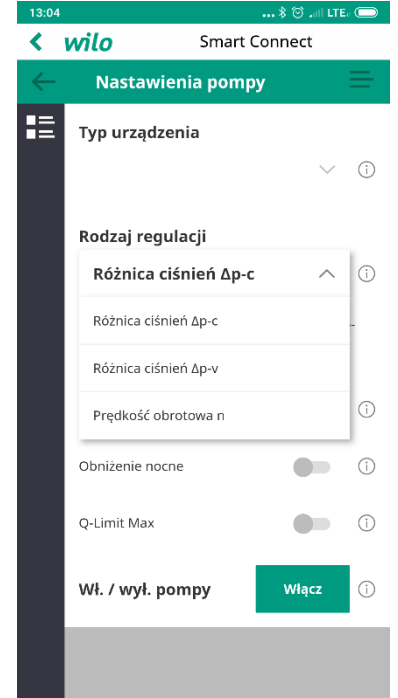 13:04
LTE
wilo Smart Connect
Nastawienia pompy
Typ urządzenia
Rodzaj regulacji
Różnica ciśnień Δp-c
Różnica ciśnień Δp-c
Różnica ciśnień Δp-v
Prędkość obrotowa n
Obniżenie nocne
Q-Limit Max
Wł. / wył. pompy Włącz